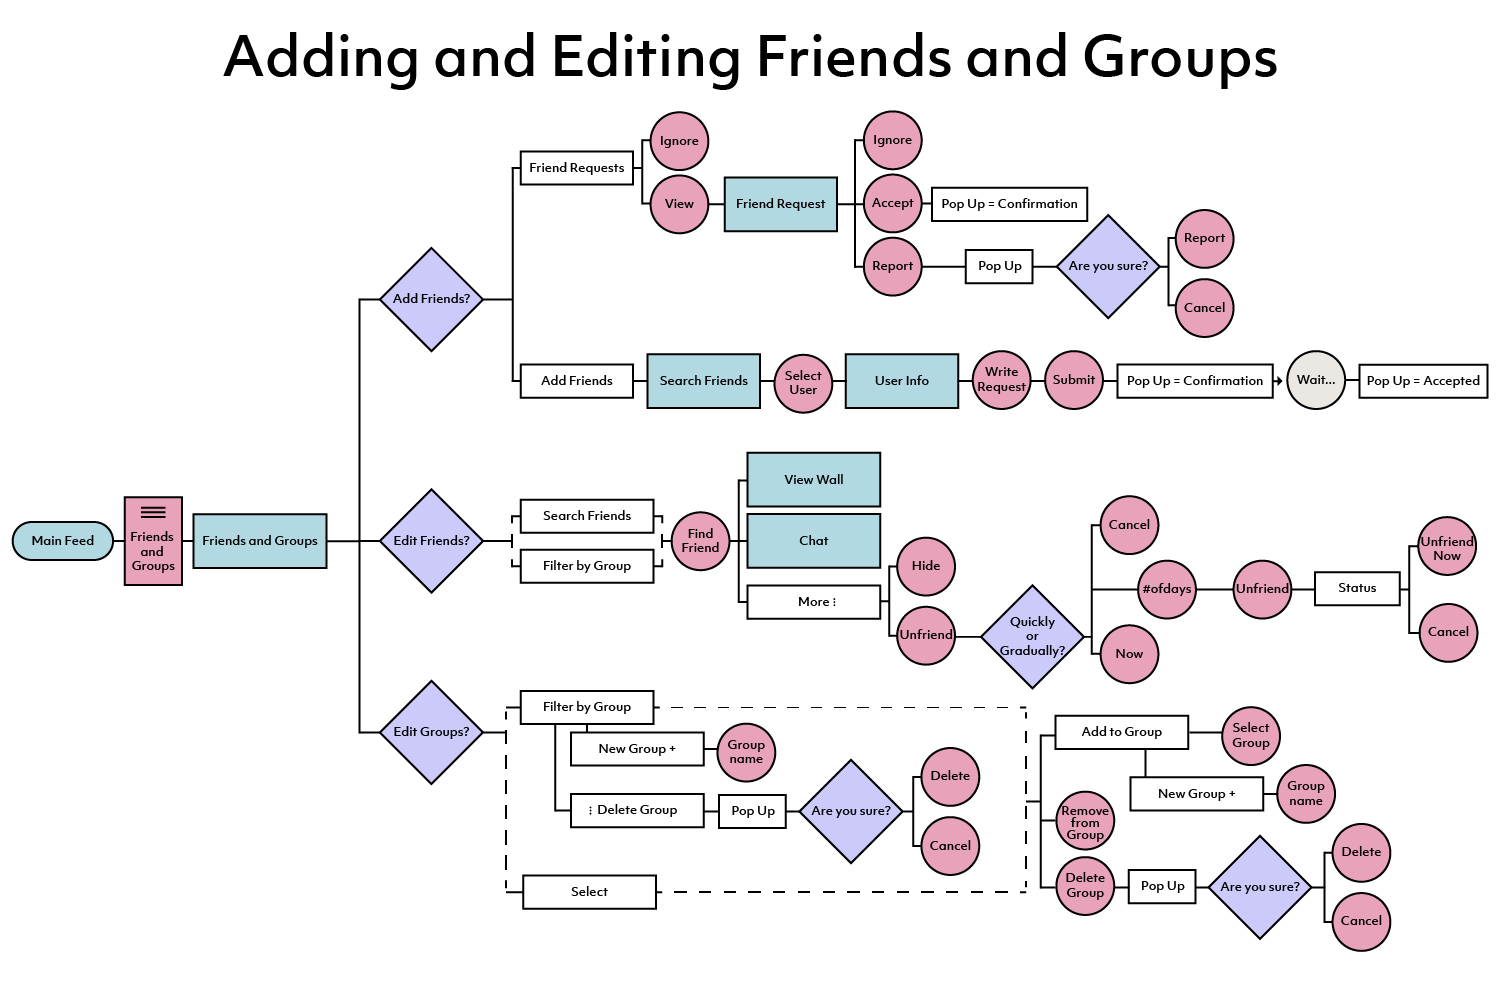 Adding and Editing Friends and Groups
Ignore
Friend Requests
View
Friend Request
Ignore
Accept
Pop Up = Confirmation
Report
Pop Up
Are you sure?
Report
Cancel
Add Friends?
Add Friends
Search Friends
Select
User
User Info
Write
Request
Submit
Pop Up = Confirmation
Wait...
Pop Up = Accepted
Main Feed
Friends
and
Groups
Friends and Groups
Edit Friends?
Search Friends
Filter by Group
Find
Friend
View Wall
Chat
More ⋮
Hide
Unfriend
Quickly
or
Gradually?
Cancel
#ofdays
Now
Unfriend
Status
Unfriend
Now
Cancel
Edit Groups?
Filter by Group
New Group +
Group
name
⋮ Delete Group
Pop Up
Are you sure?
Delete
Cancel
Select
Add to Group
Select
Group
New Group +
Group
name
Remove
from
Group
Delete
Group
Pop Up
Are you sure?
Delete
Cancel